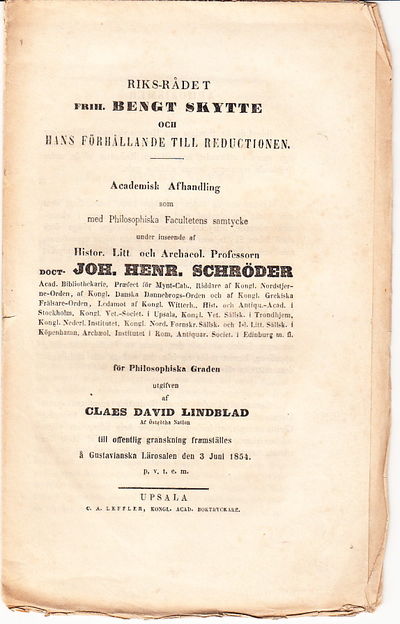 RIKS-RÅDET
FRIH. BENGT SKYTTE
OCH
HANS FÖRHÅLLANDE TILL REDUCTIONEN.
Academisk Afhandling
som
med Philosophiska Facultetens samtycke
under inseende af
Histor. Litt och Archæol. Professorn
DOCT. JOH. HENR. SCHRÖDER
Acad. Bibliothekarie, Præfect för Mynt-Cab., Riddare af Kongl. Nordstjer-
ne-Orden, af Kongl. Danska Dannebrogs-Orden och af Kongl. Grekiska
Frälsare-Orden, Ledamot af Kongl. Witterh., Hist. och Antiqu.-Acad. i
Stockholm, Kongl. Vet.-Societ. i Upsala, Kongl. Vet. Sällsk. i Trondhjem,
Kongl. Nederl. Institutet, Kongl. Nord. Fornskr. Sällsk. och Isl. Litt. Sällsk. i
Köpenhamn, Archæol. Institutet i Rom, Antiquar. Societ. i Edinburg m. fl.
för Philosophiska Graden
utgifven
af
CLAES DAVID LINDBLAD
Af Östgötha Nation
till offentlig granskning framställes
å Gustavianska Lärosalen den 3 Juni 1854.
p. v. t. e. m.
UPSALA
C. A. LEFFLER, KONGL. ACAD. BOKTRYCKARE.